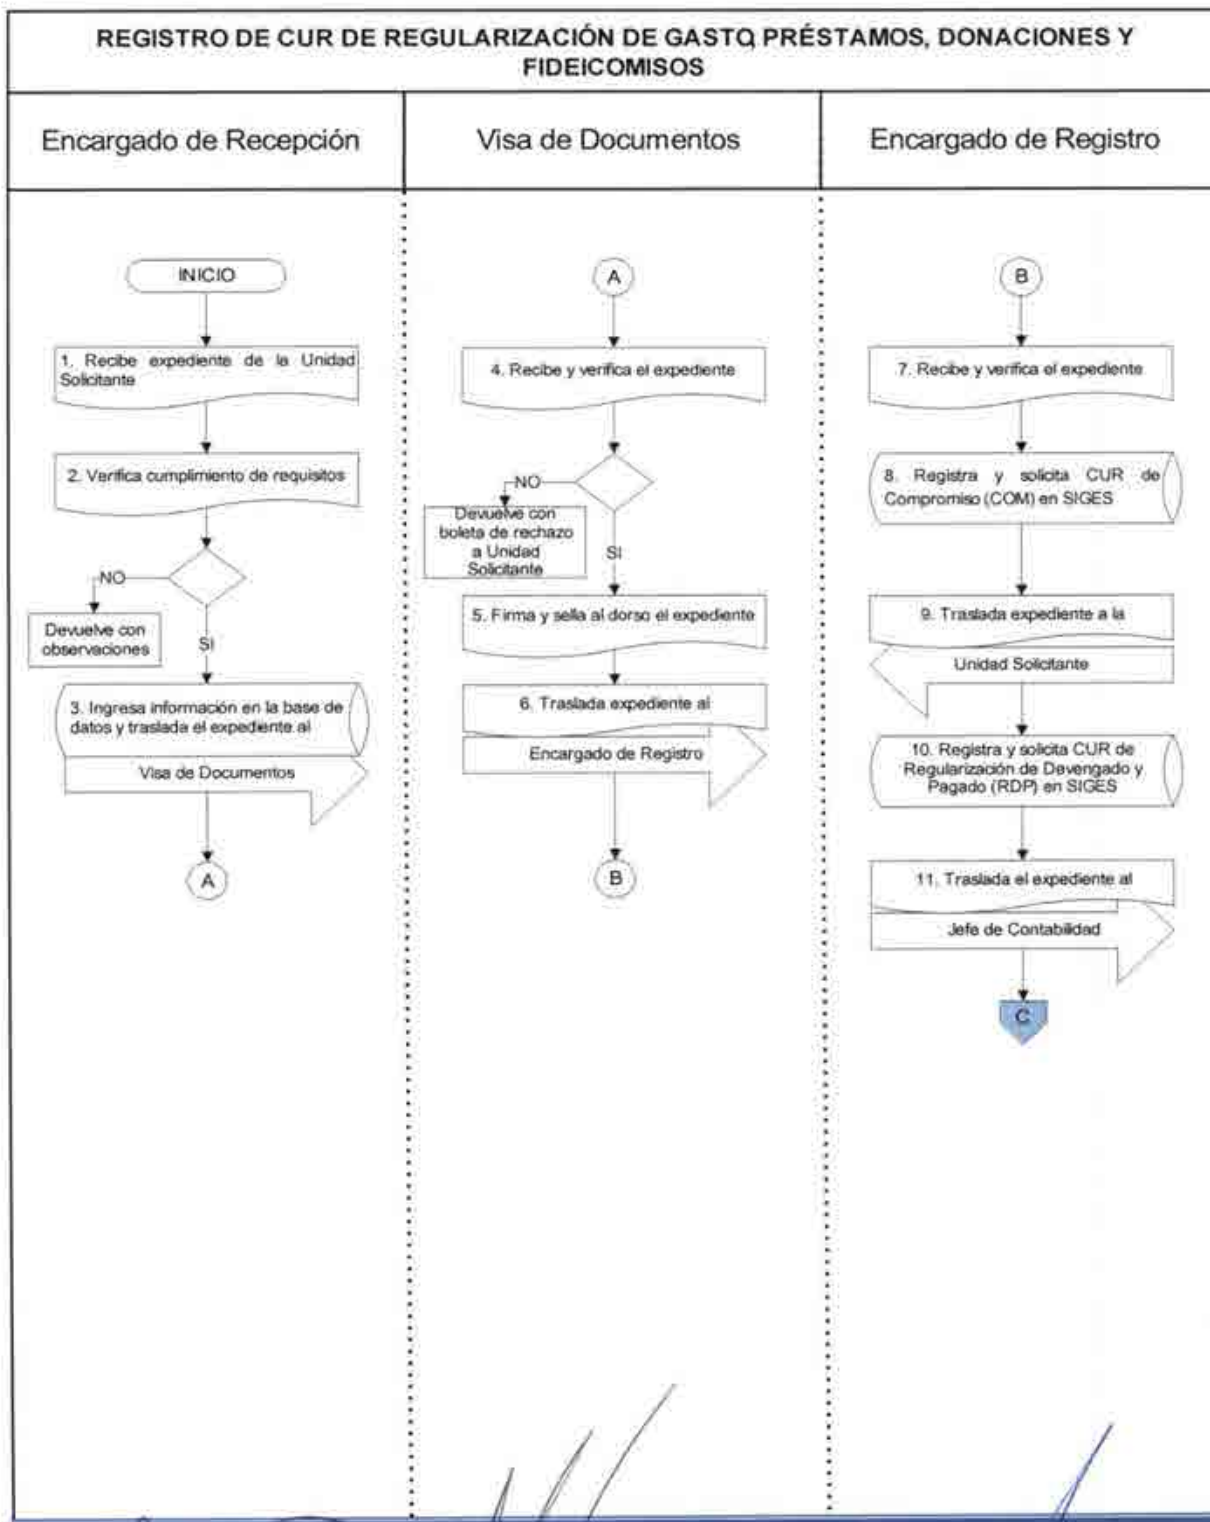 REGISTRO DE CUR DE REGULARIZACIÓN DE GASTO, PRÉSTAMOS, DONACIONES Y
FIDEICOMISOS
Encargado de Recepción
INICIO
1. Recibe expediente de la Unidad
Solicitante
2. Verifica cumplimiento de requisitos
NO
Devuelve con
observaciones
SI
3. Ingresa información en la base de
datos y traslada el expediente al
Visa de Documentos
A
Visa de Documentos
A
4. Recibe y verifica el expediente
NO
Devuelve con
boleta de rechazo
a Unidad
Solicitante
SI
5. Firma y sella al dorso el expediente
6. Traslada expediente al
Encargado de Registro
B
Encargado de Registro
B
7. Recibe y verifica el expediente
8. Registra y solicita CUR de
Compromiso (COM) en SIGES
9. Traslada expediente a la
Unidad Solicitante
10. Registra y solicita CUR de
Regularización de Devengado y
Pagado (RDP) en SIGES
11. Traslada el expediente al
Jefe de Contabilidad
C